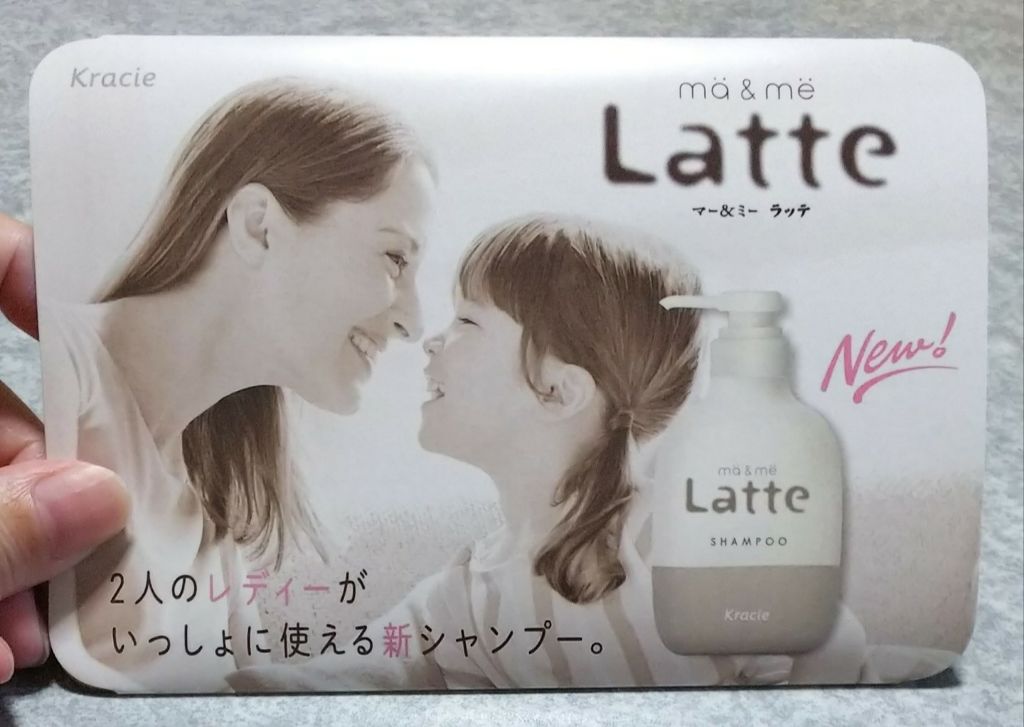 Kracie
mä & më
Latte
マー&ミー ラッテ
New!
mä & më
Latte
SHAMPOO
Kracie
2人のレディーが
いっしょに使える新シャンプー。